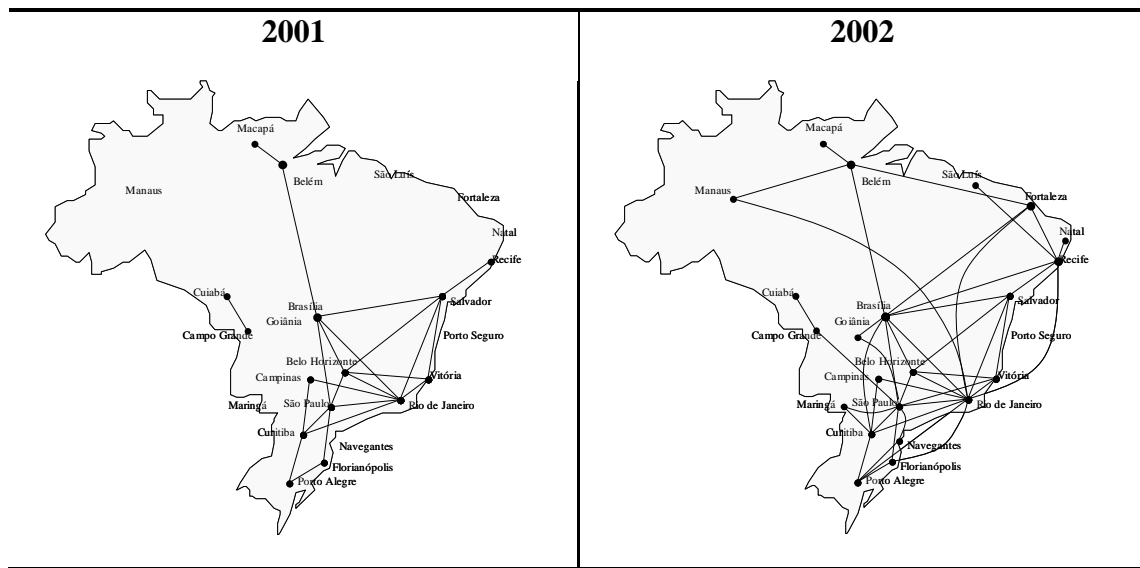 2001
Macapá
Belém
São Luís
Manaus
Fortaleza
Natal
Recife
Cuiabá
Brasília
Salvador
Goiânia
Campo Grande
Porto Seguro
Belo Horizonte
Campinas
Vitória
Maringá
São Paulo
Rio de Janeiro
Curitiba
Navegantes
Florianópolis
Porto Alegre
2002
Macapá
Belém
São Luís
Manaus
Fortaleza
Natal
Recife
Cuiabá
Brasília
Salvador
Goiânia
Campo Grande
Porto Seguro
Belo Horizonte
Campinas
Vitória
Maringá
São Paulo
Rio de Janeiro
Curitiba
Navegantes
Florianópolis
Porto Alegre